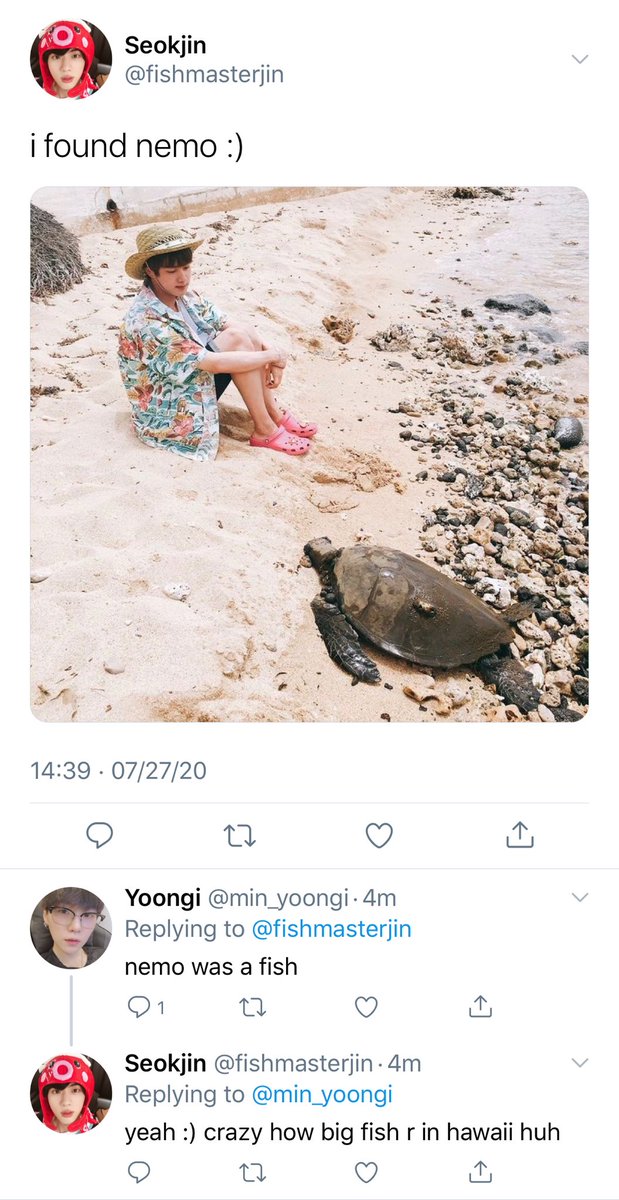 Seokjin
@fishmasterjin
i found nemo :)
14:39 · 07/27/20
Yoongi @min_yoongi · 4m
Replying to @fishmasterjin
nemo was a fish
1
Seokjin @fishmasterjin · 4m
Replying to @min_yoongi
yeah :) crazy how big fish r in hawaii huh